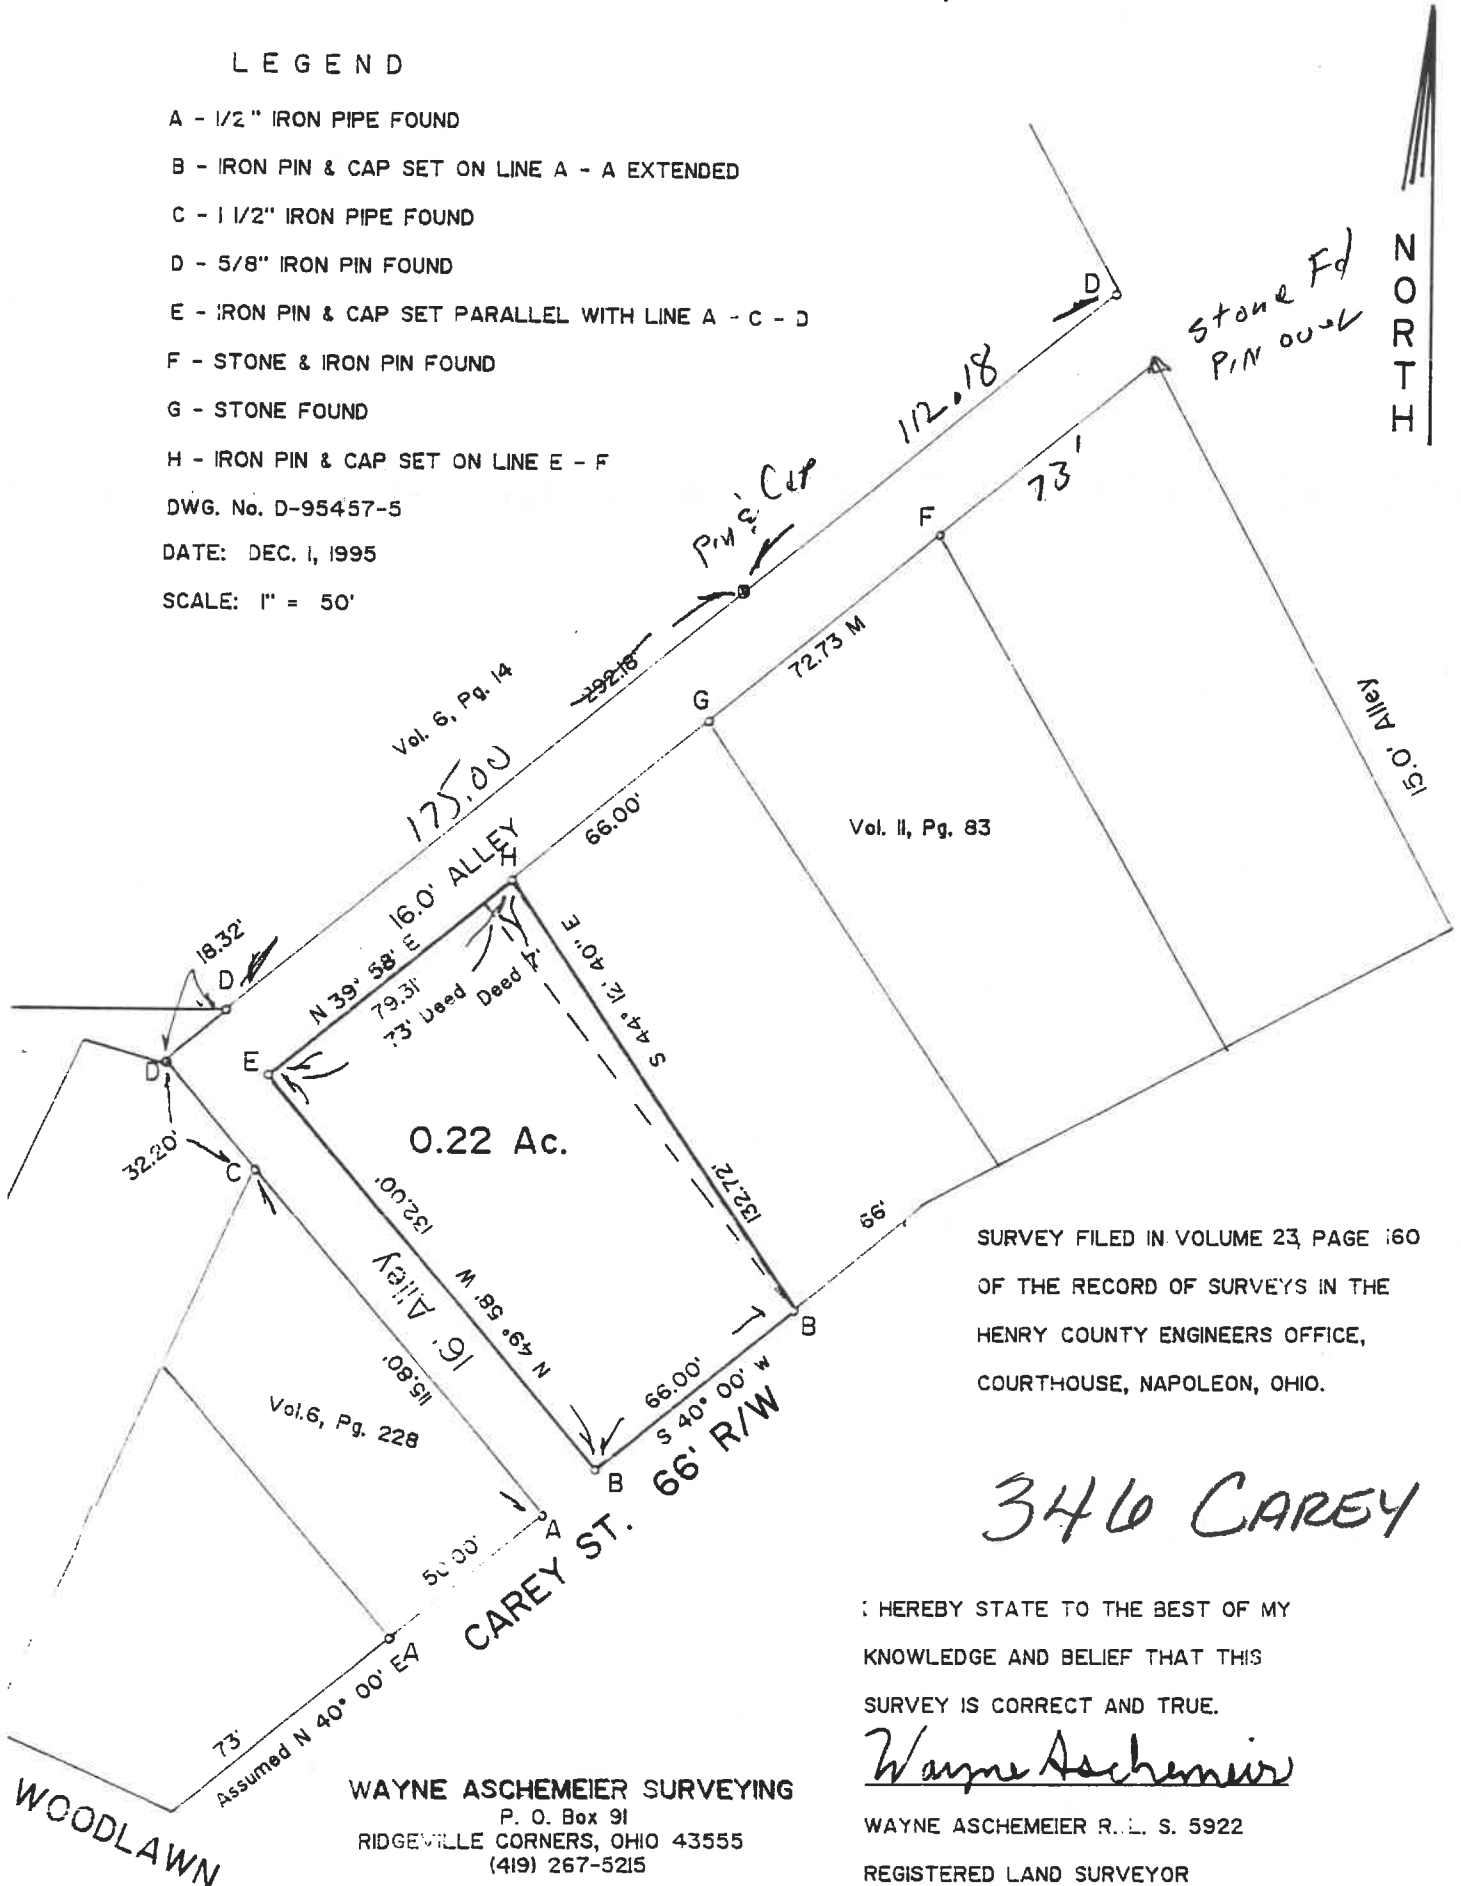 LEGEND
A - 1/2" IRON PIPE FOUND
B - IRON PIN & CAP SET ON LINE A - A EXTENDED
C - 1 1/2" IRON PIPE FOUND
D - 5/8" IRON PIN FOUND
E - IRON PIN & CAP SET PARALLEL WITH LINE A - C - D
F - STONE & IRON PIN FOUND
G - STONE FOUND
H - IRON PIN & CAP SET ON LINE E - F
DWG. No. D-95457-5
DATE: DEC. 1, 1995
SCALE: 1" = 50'
NORTH
D
Stone Fd
PIN over
112.18
73'
Pin & Cap
F
292.18'
72.73 M
Vol. 6, Pg. 14
G
175.00
66.00'
15.0' Alley
Vol. 11, Pg. 83
16.0' ALLEY
H
18.32'
D
N 39° 58' E
79.31'
73' Deed
Deed 7'
S 44° 12' 40" E
D
E
0.22 Ac.
32.20'
C
132.00'
132.72'
66'
16' Alley
N 49° 58' W
115.80'
B
66.00'
S 40° 00' W
66' R/W
Vol.6, Pg. 228
B
A
50.00'
CAREY ST.
A
73'
Assumed N 40° 00' E
WOODLAWN
SURVEY FILED IN VOLUME 23, PAGE 160
OF THE RECORD OF SURVEYS IN THE
HENRY COUNTY ENGINEERS OFFICE,
COURTHOUSE, NAPOLEON, OHIO.
346 CAREY
I HEREBY STATE TO THE BEST OF MY
KNOWLEDGE AND BELIEF THAT THIS
SURVEY IS CORRECT AND TRUE.
Wayne Aschemeier
WAYNE ASCHEMEIER R. L. S. 5922
REGISTERED LAND SURVEYOR
WAYNE ASCHEMEIER SURVEYING
P. O. Box 91
RIDGEVILLE CORNERS, OHIO 43555
(419) 267-5215